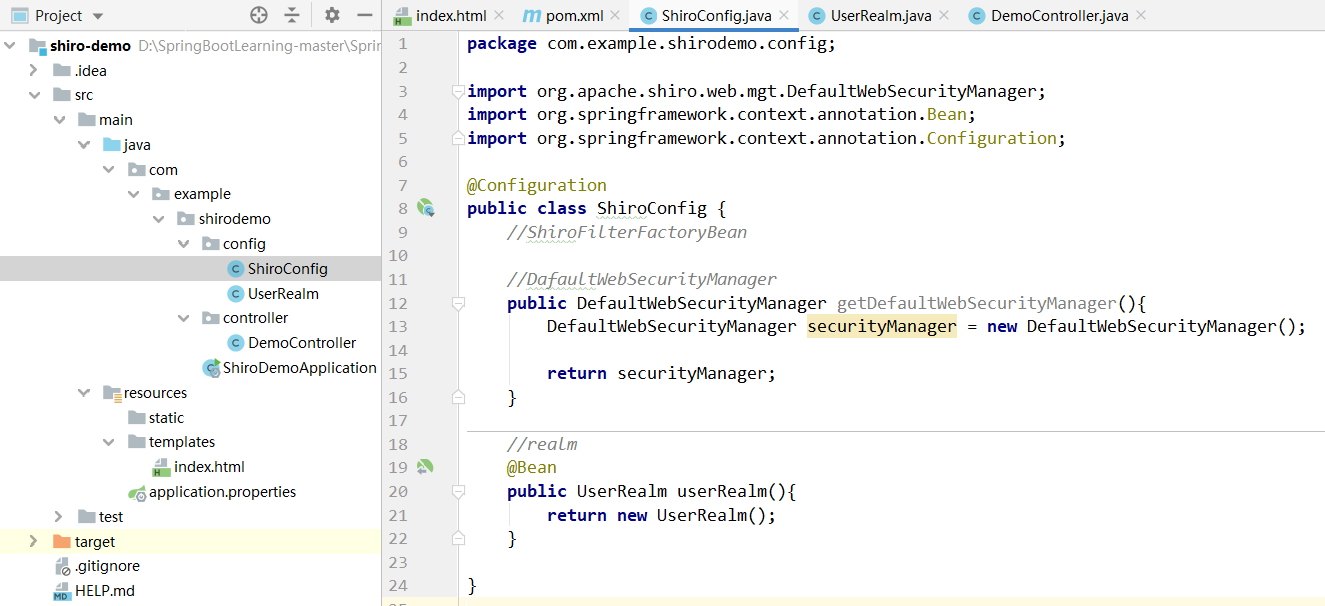 Project
shiro-demo D:\SpringBootLearning-master\Sprin
.idea
src
main
java
com
example
shirodemo
config
ShiroConfig
UserRealm
controller
DemoController
ShiroDemoApplication
resources
static
templates
index.html
application.properties
test
target
.gitignore
HELP.md
index.html pom.xml ShiroConfig.java UserRealm.java DemoController.java
1 package com.example.shirodemo.config;
2
3 import org.apache.shiro.web.mgt.DefaultWebSecurityManager;
4 import org.springframework.context.annotation.Bean;
5 import org.springframework.context.annotation.Configuration;
6
7 @Configuration
8 public class ShiroConfig {
9 //ShiroFilterFactoryBean
10
11 //DafaultWebSecurityManager
12 public DefaultWebSecurityManager getDefaultWebSecurityManager(){
13 DefaultWebSecurityManager securityManager = new DefaultWebSecurityManager();
14
15 return securityManager;
16 }
17
18 //realm
19 @Bean
20 public UserRealm userRealm(){
21 return new UserRealm();
22 }
23
24 }